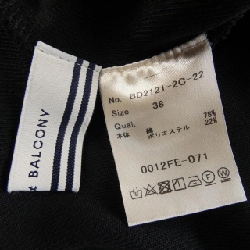 & BALCONY
No. BD2121-2C-22
Size 36
Qual.
本体 綿 78%
ポリエステル 22%
0012FE-071